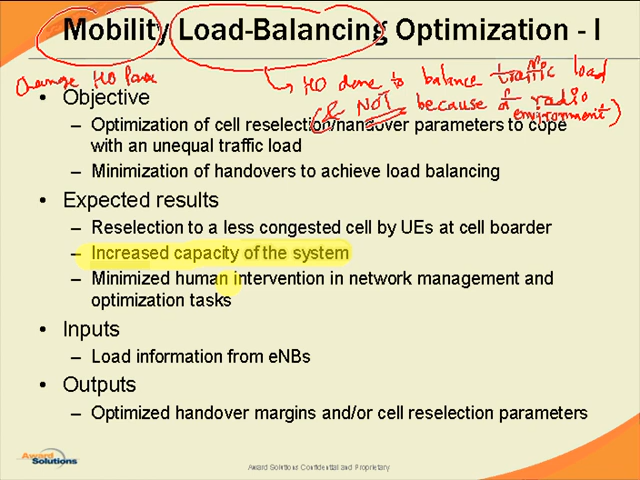 Mobility Load-Balancing Optimization - I
Change HO Para
HO done to balance traffic load
(& NOT because of radio environment)
• Objective
– Optimization of cell reselection/handover parameters to cope
with an unequal traffic load
– Minimization of handovers to achieve load balancing
• Expected results
– Reselection to a less congested cell by UEs at cell boarder
– Increased capacity of the system
– Minimized human intervention in network management and
optimization tasks
• Inputs
– Load information from eNBs
• Outputs
– Optimized handover margins and/or cell reselection parameters
Award
Solutions
Award Solutions Confidential and Proprietary